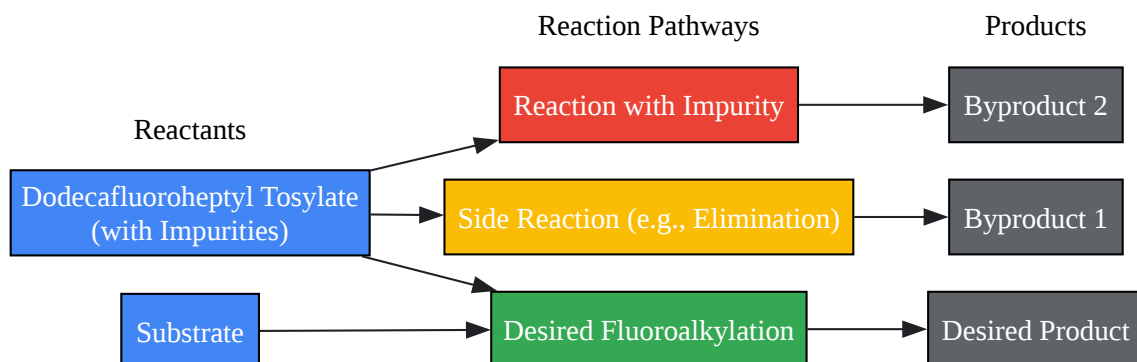 Reaction Pathways
Products
Reaction with Impurity
Byproduct 2
Reactants
Dodecafluoroheptyl Tosylate
(with Impurities)
Side Reaction (e.g., Elimination)
Byproduct 1
Substrate
Desired Fluoroalkylation
Desired Product